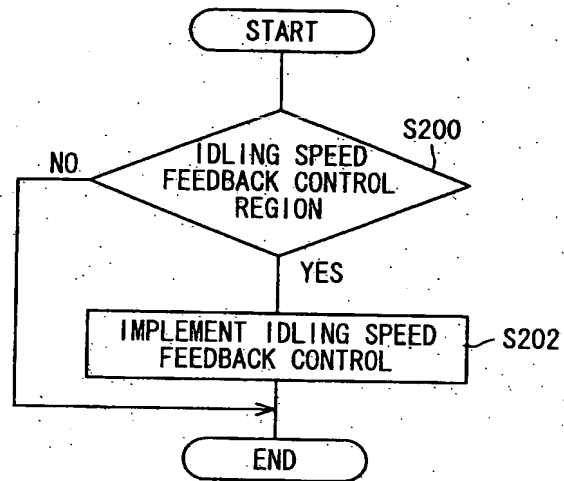 START
S200
IDLING SPEED
FEEDBACK CONTROL
REGION
NO
YES
IMPLEMENT IDLING SPEED
FEEDBACK CONTROL
S202
END